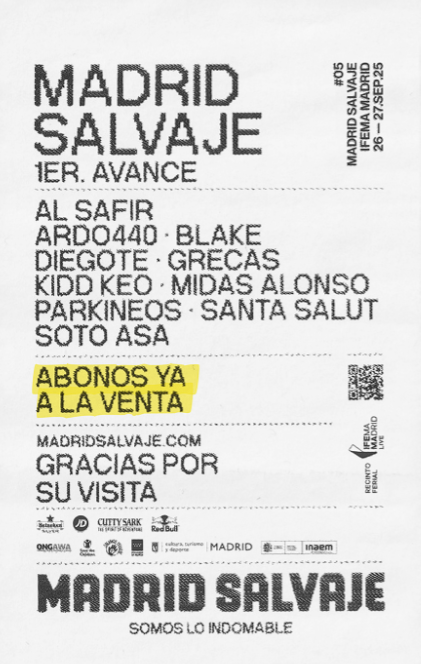 MADRID
SALVAJE
1ER. AVANCE
#05
MADRID SALVAJE
IFEMA MADRID
26 — 27.SEP.25
AL SAFIR
ARDO440 · BLAKE
DIEGOTE · GRECAS
KIDD KEO · MIDAS ALONSO
PARKINEOS · SANTA SALUT
SOTO ASA
ABONOS YA
A LA VENTA
IFEMA
MADRID
LIVE
RECINTO
FERIAL
MADRIDSALVAJE.COM
GRACIAS POR
SU VISITA
Heineken
JD
CUTTY SARK
Red Bull
ONGAWA
cultura, turismo
y deporte
MADRID
inaem
MADRID SALVAJE
SOMOS LO INDOMABLE